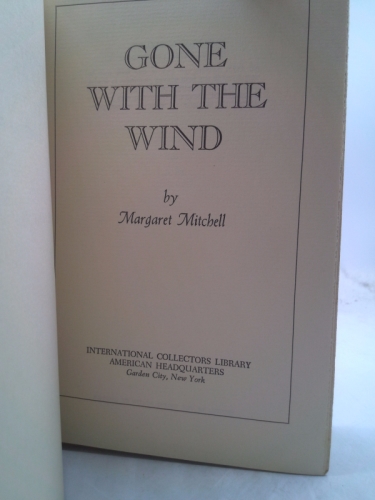 GONE
WITH THE
WIND
by
Margaret Mitchell
INTERNATIONAL COLLECTORS LIBRARY
AMERICAN HEADQUARTERS
Garden City, New York